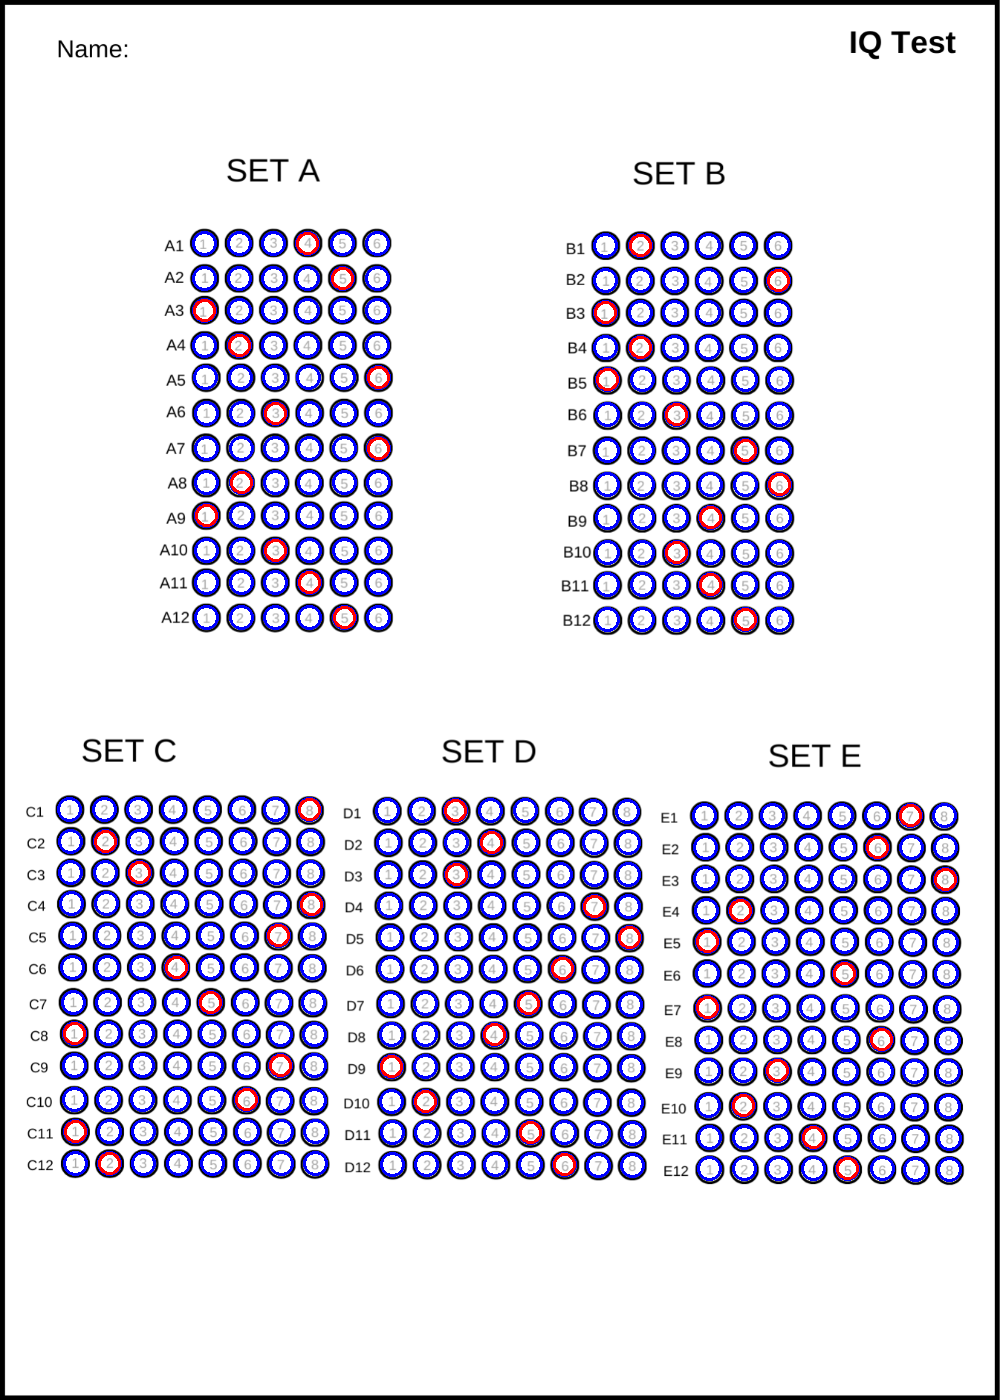 Name:
IQ Test
SET A
A1 1 2 3 4 5 6
A2 1 2 3 4 5 6
A3 1 2 3 4 5 6
A4 1 2 3 4 5 6
A5 1 2 3 4 5 6
A6 1 2 3 4 5 6
A7 1 2 3 4 5 6
A8 1 2 3 4 5 6
A9 1 2 3 4 5 6
A10 1 2 3 4 5 6
A11 1 2 3 4 5 6
A12 1 2 3 4 5 6
SET B
B1 1 2 3 4 5 6
B2 1 2 3 4 5 6
B3 1 2 3 4 5 6
B4 1 2 3 4 5 6
B5 1 2 3 4 5 6
B6 1 2 3 4 5 6
B7 1 2 3 4 5 6
B8 1 2 3 4 5 6
B9 1 2 3 4 5 6
B10 1 2 3 4 5 6
B11 1 2 3 4 5 6
B12 1 2 3 4 5 6
SET C
C1 1 2 3 4 5 6 7 8
C2 1 2 3 4 5 6 7 8
C3 1 2 3 4 5 6 7 8
C4 1 2 3 4 5 6 7 8
C5 1 2 3 4 5 6 7 8
C6 1 2 3 4 5 6 7 8
C7 1 2 3 4 5 6 7 8
C8 1 2 3 4 5 6 7 8
C9 1 2 3 4 5 6 7 8
C10 1 2 3 4 5 6 7 8
C11 1 2 3 4 5 6 7 8
C12 1 2 3 4 5 6 7 8
SET D
D1 1 2 3 4 5 6 7 8
D2 1 2 3 4 5 6 7 8
D3 1 2 3 4 5 6 7 8
D4 1 2 3 4 5 6 7 8
D5 1 2 3 4 5 6 7 8
D6 1 2 3 4 5 6 7 8
D7 1 2 3 4 5 6 7 8
D8 1 2 3 4 5 6 7 8
D9 1 2 3 4 5 6 7 8
D10 1 2 3 4 5 6 7 8
D11 1 2 3 4 5 6 7 8
D12 1 2 3 4 5 6 7 8
SET E
E1 1 2 3 4 5 6 7 8
E2 1 2 3 4 5 6 7 8
E3 1 2 3 4 5 6 7 8
E4 1 2 3 4 5 6 7 8
E5 1 2 3 4 5 6 7 8
E6 1 2 3 4 5 6 7 8
E7 1 2 3 4 5 6 7 8
E8 1 2 3 4 5 6 7 8
E9 1 2 3 4 5 6 7 8
E10 1 2 3 4 5 6 7 8
E11 1 2 3 4 5 6 7 8
E12 1 2 3 4 5 6 7 8